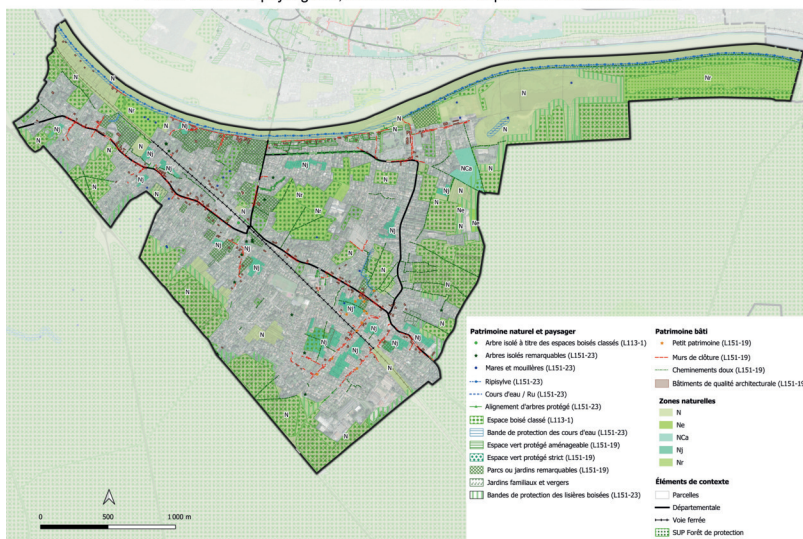 Patrimoine naturel et paysager
Arbre isolé à titre des espaces boisés classés (L113-1)
Arbres isolés remarquables (L151-23)
Mares et mouillères (L151-23)
Ripisylve (L151-23)
Cours d'eau / Ru (L151-23)
Alignement d'arbres protégé (L151-23)
Espace boisé classé (L113-1)
Bande de protection des cours d'eau (L151-23)
Espace vert protégé aménageable (L151-19)
Espace vert protégé strict (L151-19)
Parcs ou jardins remarquables (L151-19)
Jardins familiaux et vergers
Bandes de protection des lisières boisées (L151-23)
Patrimoine bâti
Petit patrimoine (L151-19)
Murs de clôture (L151-19)
Cheminements doux (L151-19)
Bâtiments de qualité architecturale (L151-19
Zones naturelles
N
Ne
NCa
Nj
Nr
Éléments de contexte
Parcelles
Départementale
Voie ferrée
SUP Forêt de protection
0 500 1 000 m